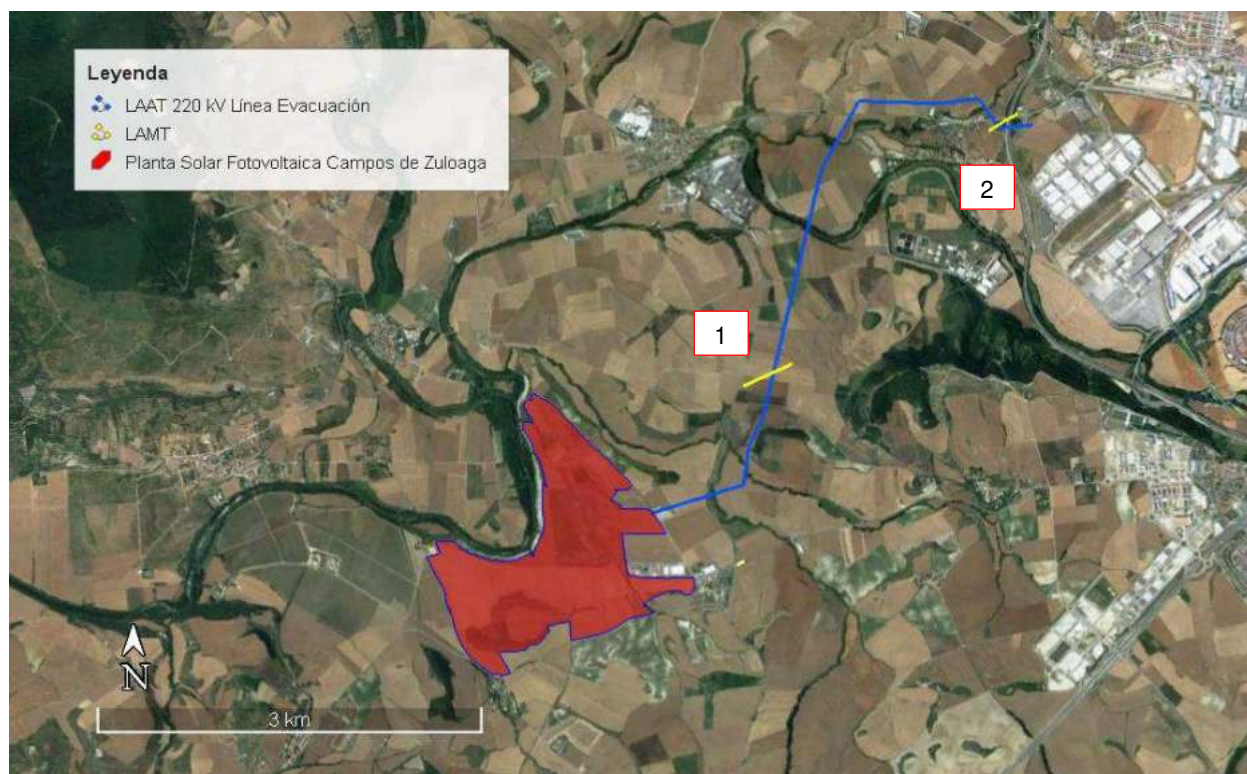 Leyenda
LAAT 220 kV Línea Evacuación
LAMT
Planta Solar Fotovoltaica Campos de Zuloaga
2
1
N
3 km